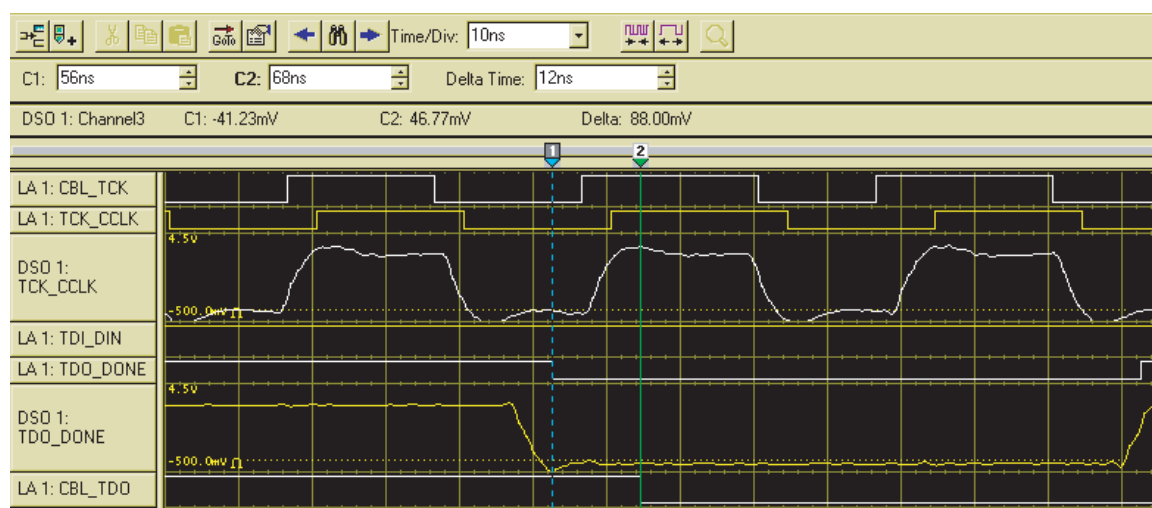 GoTo Time/Div: 10ns
C1: 56ns C2: 68ns Delta Time: 12ns
DSO 1: Channel3 C1: -41.23mV C2: 46.77mV Delta: 88.00mV
1 2
LA 1: CBL_TCK
LA 1: TCK_CCLK
4.50
DSO 1:
TCK_CCLK
-500.0mV
LA 1: TDI_DIN
LA 1: TDO_DONE
4.50
DSO 1:
TDO_DONE
-500.0mV
LA 1: CBL_TDO